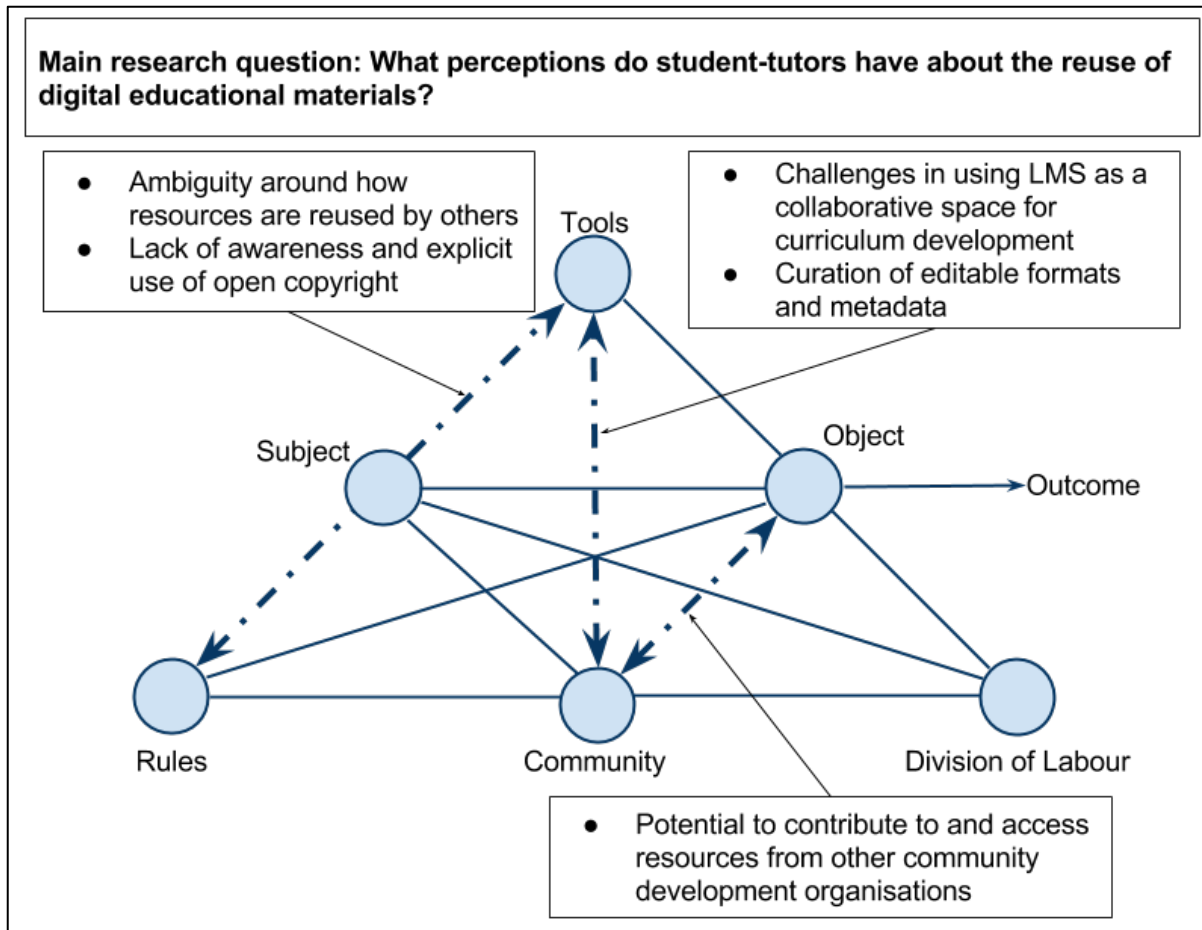 Main research question: What perceptions do student-tutors have about the reuse of
digital educational materials?
● Ambiguity around how
resources are reused by others
● Lack of awareness and explicit
use of open copyright
● Challenges in using LMS as a
collaborative space for
curriculum development
● Curation of editable formats
and metadata
Tools
Subject
Object
Outcome
Rules
Community
Division of Labour
● Potential to contribute to and access
resources from other community
development organisations